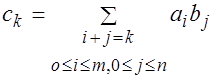 c_k = ∑ a_i b_j
i + j = k
o≤i≤m,0≤j≤n